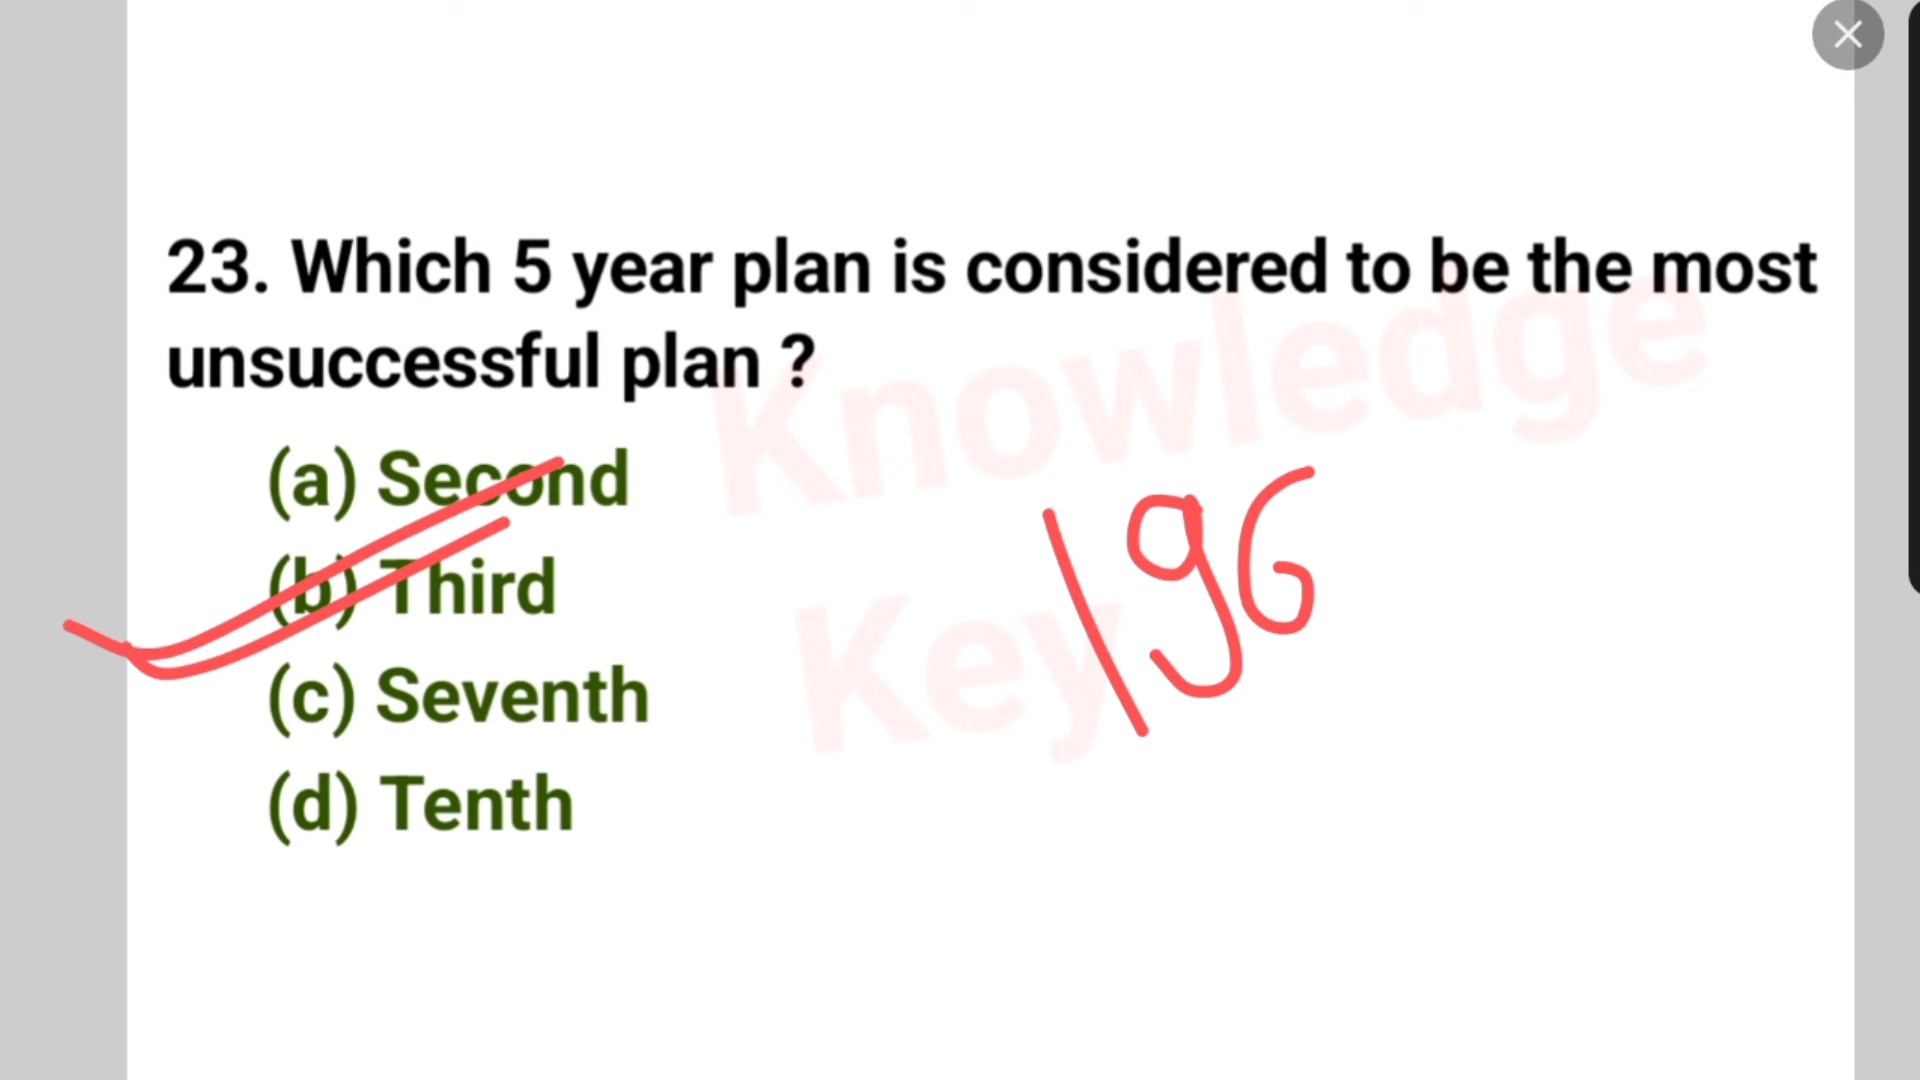 23. Which 5 year plan is considered to be the most
unsuccessful plan ?
(a) Second
(b) Third
(c) Seventh
(d) Tenth
196
Knowledge
Key